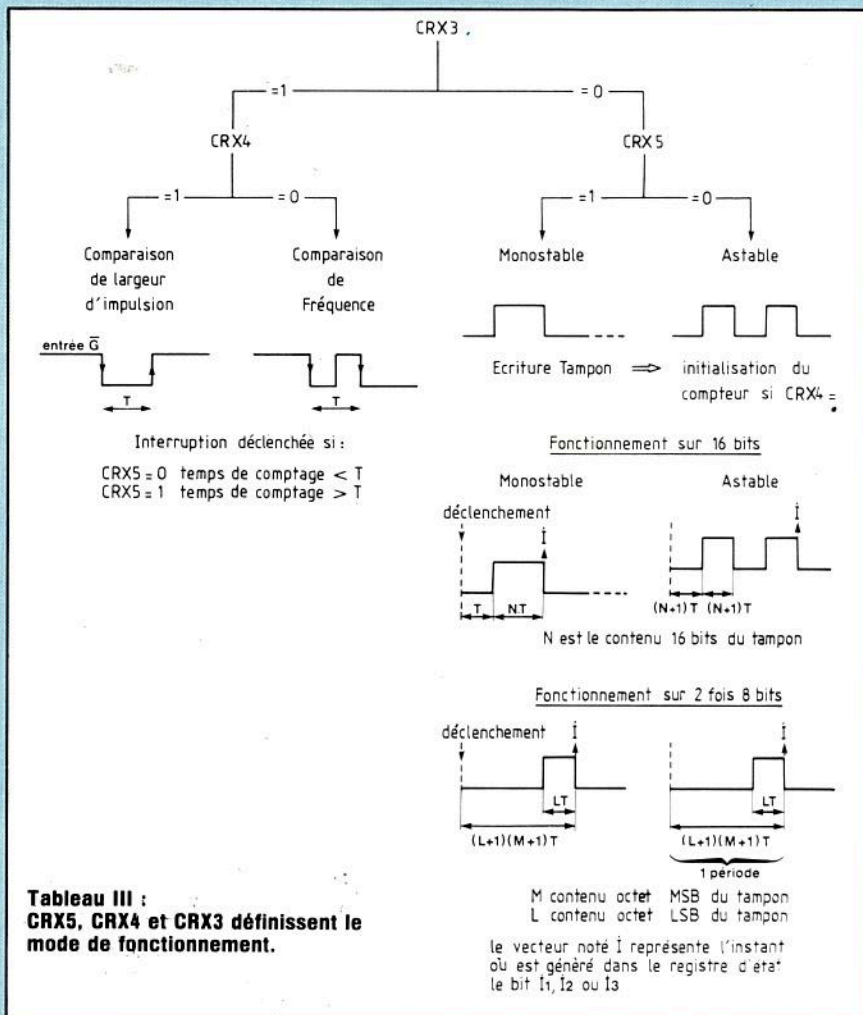 CRX3
=1 =0
CRX4 CRX5
=1 =0 =1 =0
Comparaison
de largeur
d'impulsion
Comparaison
de
Fréquence
Monostable Astable
entrée G̅
T T
Interruption déclenchée si :
CRX5 = 0 temps de comptage < T
CRX5 = 1 temps de comptage > T
Ecriture Tampon ⇒ initialisation du
compteur si CRX4 =
Fonctionnement sur 16 bits
Monostable Astable
déclenchement İ İ
T N.T (N+1)T (N+1)T
N est le contenu 16 bits du tampon
Fonctionnement sur 2 fois 8 bits
déclenchement İ İ
LT LT
(L+1)(M+1)T (L+1)(M+1)T
1 période
M contenu octet MSB du tampon
L contenu octet LSB du tampon
le vecteur noté İ représente l'instant
où est généré dans le registre d'état
le bit İ1, İ2 ou İ3
Tableau III :
CRX5, CRX4 et CRX3 définissent le
mode de fonctionnement.